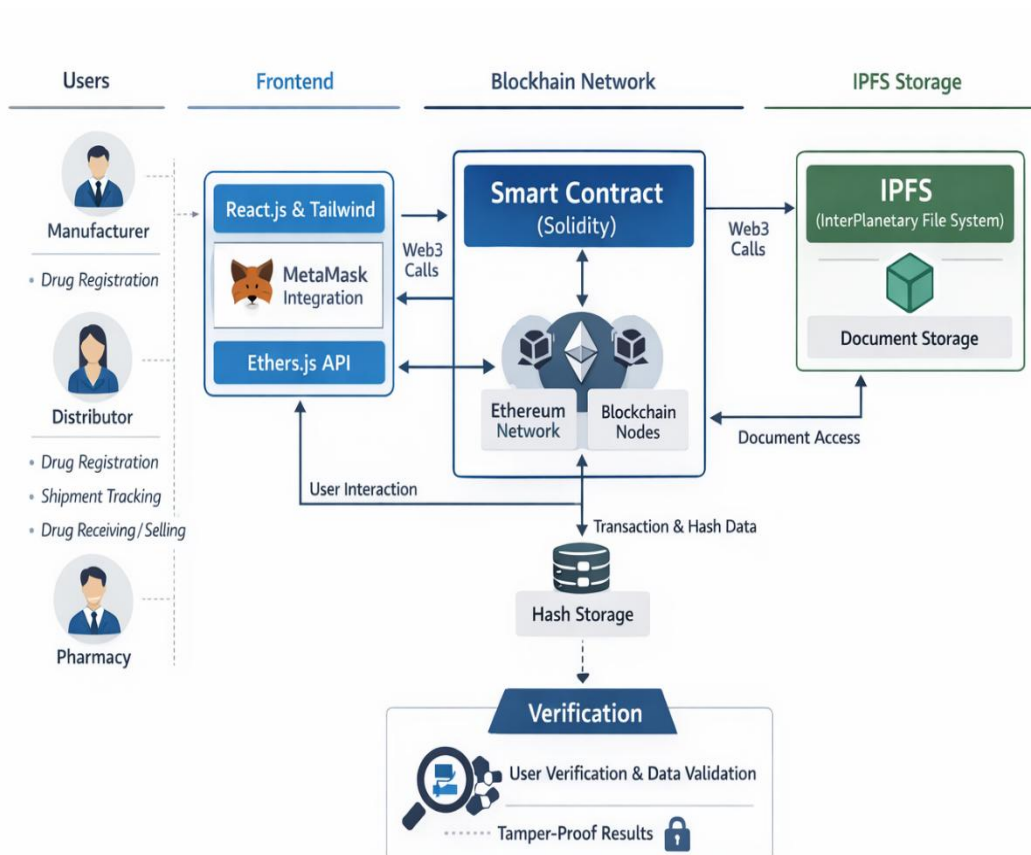 Users
Frontend
Blockhain Network
IPFS Storage
Manufacturer
• Drug Registration
Distributor
• Drug Registration
• Shipment Tracking
• Drug Receiving/Selling
Pharmacy
React.js & Tailwind
MetaMask
Integration
Ethers.js API
Web3
Calls
User Interaction
Smart Contract
(Solidity)
Ethereum
Network
Blockchain
Nodes
Web3
Calls
IPFS
(InterPlanetary File System)
Document Storage
Document Access
Transaction & Hash Data
Hash Storage
Verification
User Verification & Data Validation
Tamper-Proof Results